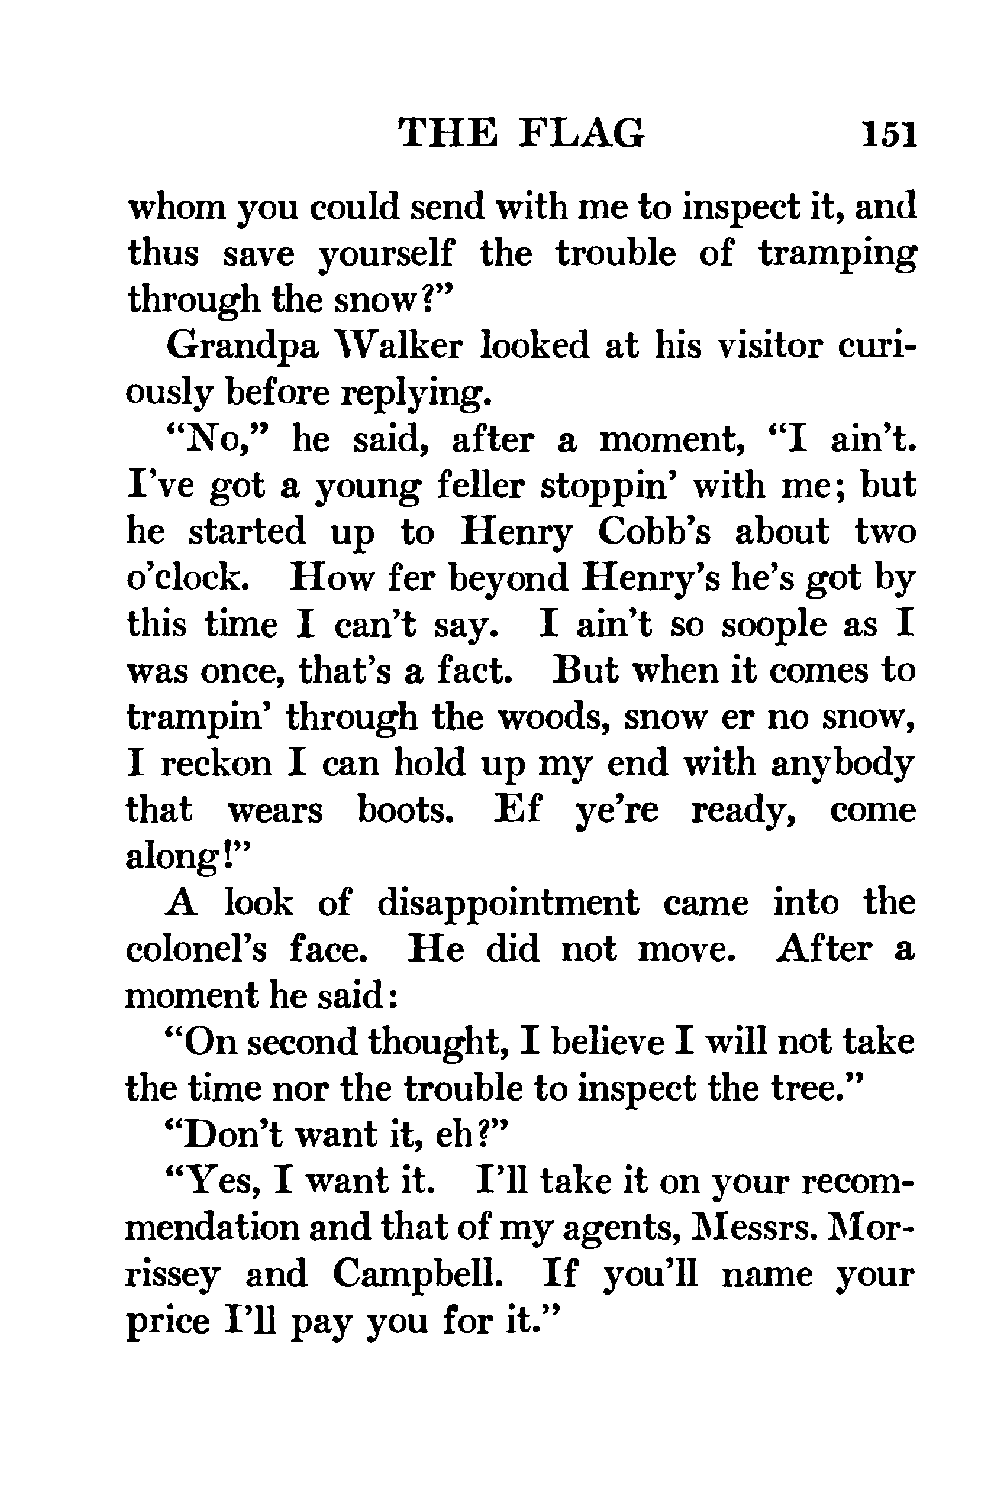 THE FLAG 151
whom you could send with me to inspect it, and
thus save yourself the trouble of tramping
through the snow?”
Grandpa Walker looked at his visitor curi-
ously before replying.
“No,” he said, after a moment, “I ain’t.
I’ve got a young feller stoppin’ with me; but
he started up to Henry Cobb’s about two
o’clock. How fer beyond Henry’s he’s got by
this time I can’t say. I ain’t so soople as I
was once, that’s a fact. But when it comes to
trampin’ through the woods, snow er no snow,
I reckon I can hold up my end with anybody
that wears boots. Ef ye’re ready, come
along!”
A look of disappointment came into the
colonel’s face. He did not move. After a
moment he said:
“On second thought, I believe I will not take
the time nor the trouble to inspect the tree.”
“Don’t want it, eh?”
“Yes, I want it. I’ll take it on your recom-
mendation and that of my agents, Messrs. Mor-
rissey and Campbell. If you’ll name your
price I’ll pay you for it.”